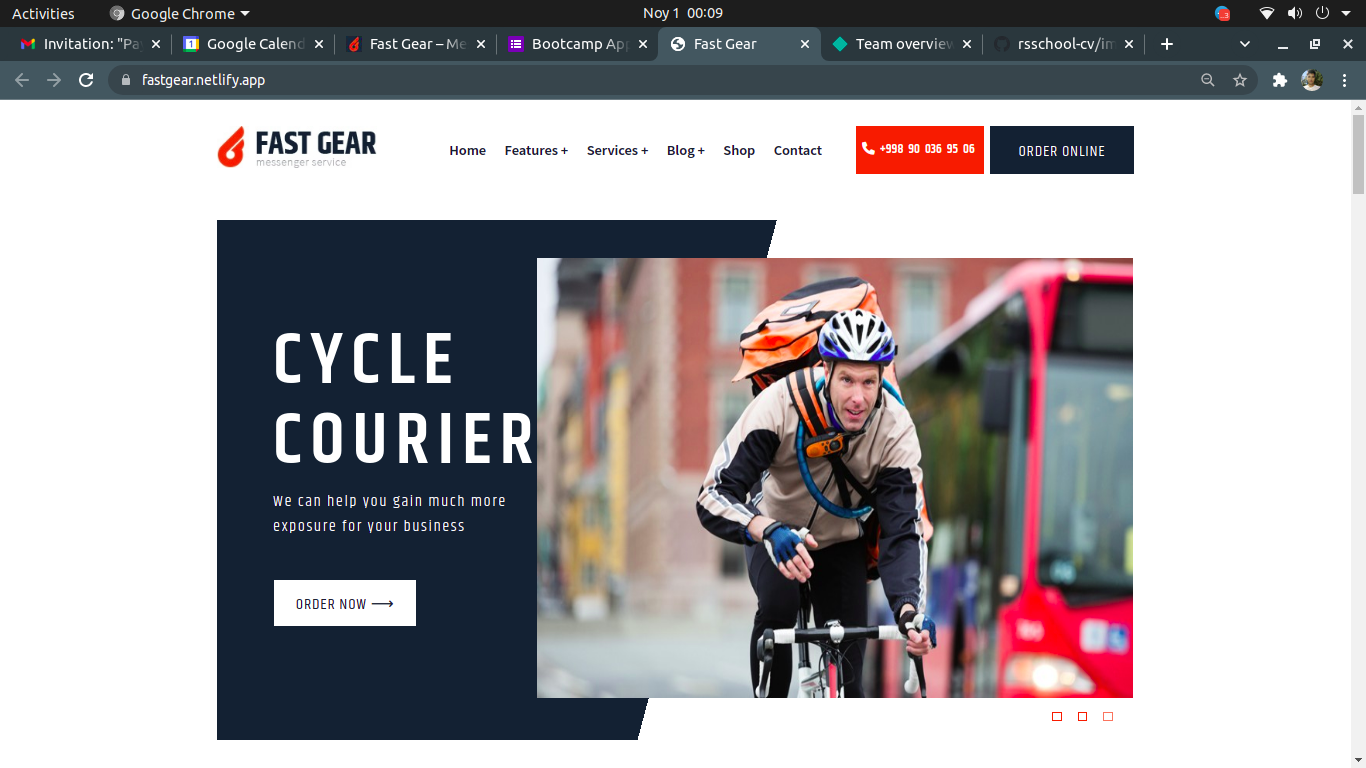 Activities
Google Chrome
Noy 1 00:09
3
Invitation: "Pay
Google Calend
Fast Gear – Me
Bootcamp App
Fast Gear
Team overview
rsschool-cv/im
fastgear.netlify.app
FAST GEAR
messenger service
Home
Features +
Services +
Blog +
Shop
Contact
+998 90 036 95 06
ORDER ONLINE
CYCLE
COURIER
We can help you gain much more
exposure for your business
ORDER NOW ⟶